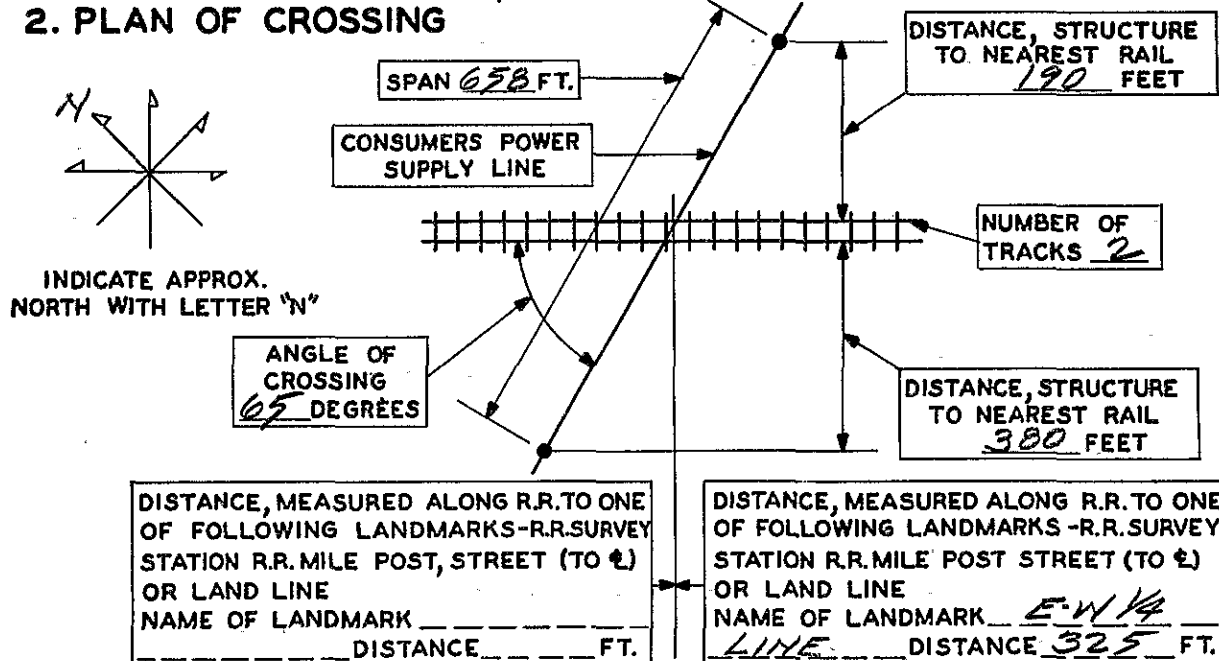 2. PLAN OF CROSSING
SPAN 658 FT.
DISTANCE, STRUCTURE
TO NEAREST RAIL
190 FEET
N
CONSUMERS POWER
SUPPLY LINE
NUMBER OF
TRACKS 2
INDICATE APPROX.
NORTH WITH LETTER "N"
ANGLE OF
CROSSING
65 DEGREES
DISTANCE, STRUCTURE
TO NEAREST RAIL
380 FEET
DISTANCE, MEASURED ALONG R.R. TO ONE
OF FOLLOWING LANDMARKS-R.R. SURVEY
STATION R.R. MILE POST, STREET (TO ℄)
OR LAND LINE
NAME OF LANDMARK _ _ _ _ _ _ _
_ _ _ _ _ _ DISTANCE _ _ _ FT.
DISTANCE, MEASURED ALONG R.R. TO ONE
OF FOLLOWING LANDMARKS -R.R. SURVEY
STATION R.R. MILE POST STREET (TO ℄)
OR LAND LINE
NAME OF LANDMARK E-W 1/4
LINE DISTANCE 325 FT.